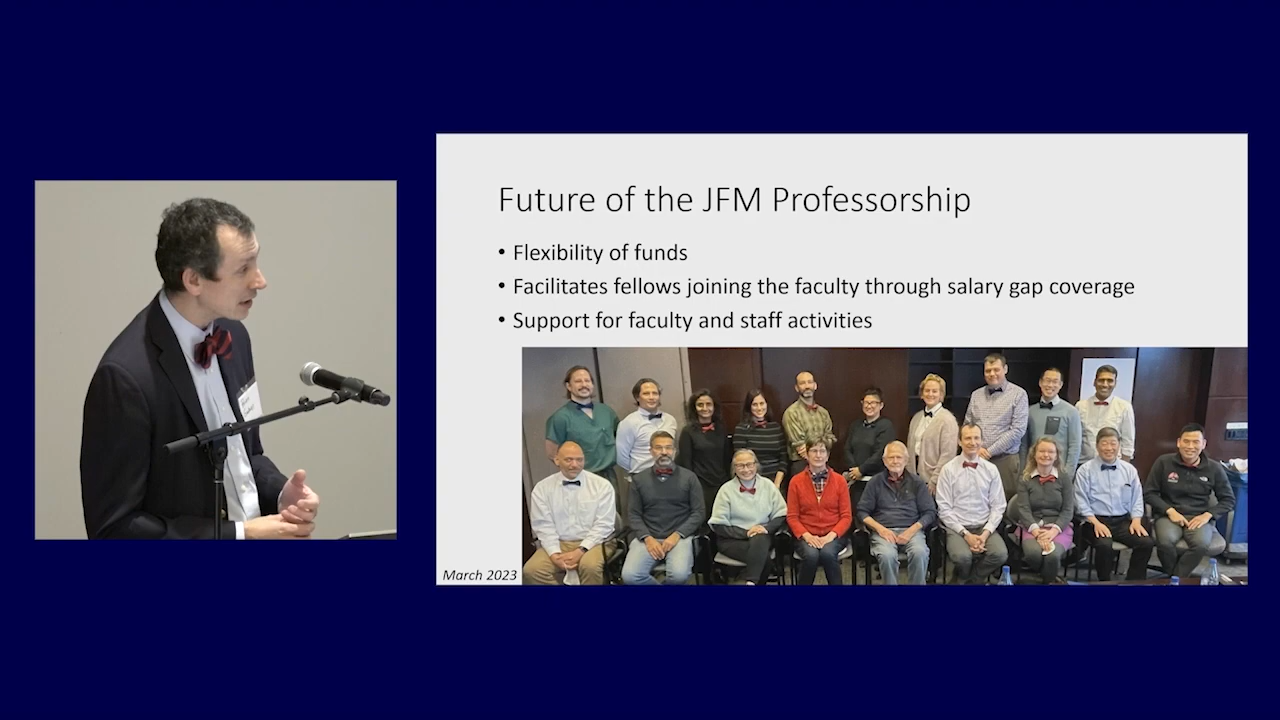 Future of the JFM Professorship
• Flexibility of funds
• Facilitates fellows joining the faculty through salary gap coverage
• Support for faculty and staff activities
March 2023